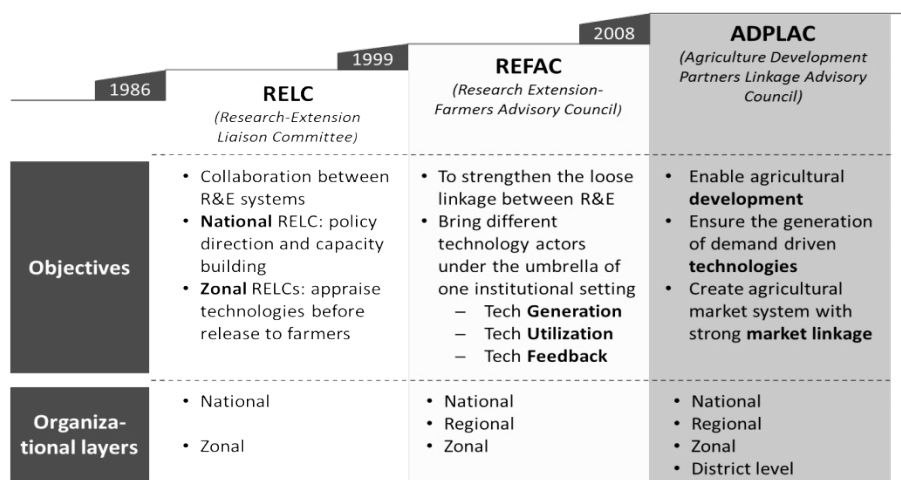 1986
RELC
(Research-Extension
Liaison Committee)
1999
REFAC
(Research Extension-
Farmers Advisory Council)
2008
ADPLAC
(Agriculture Development
Partners Linkage Advisory
Council)
Objectives
• Collaboration between
R&E systems
• National RELC: policy
direction and capacity
building
• Zonal RELCs: appraise
technologies before
release to farmers
• To strengthen the loose
linkage between R&E
• Bring different
technology actors
under the umbrella of
one institutional setting
– Tech Generation
– Tech Utilization
– Tech Feedback
• Enable agricultural
development
• Ensure the generation
of demand driven
technologies
• Create agricultural
market system with
strong market linkage
Organiza-
tional layers
• National
• Zonal
• National
• Regional
• Zonal
• National
• Regional
• Zonal
• District level